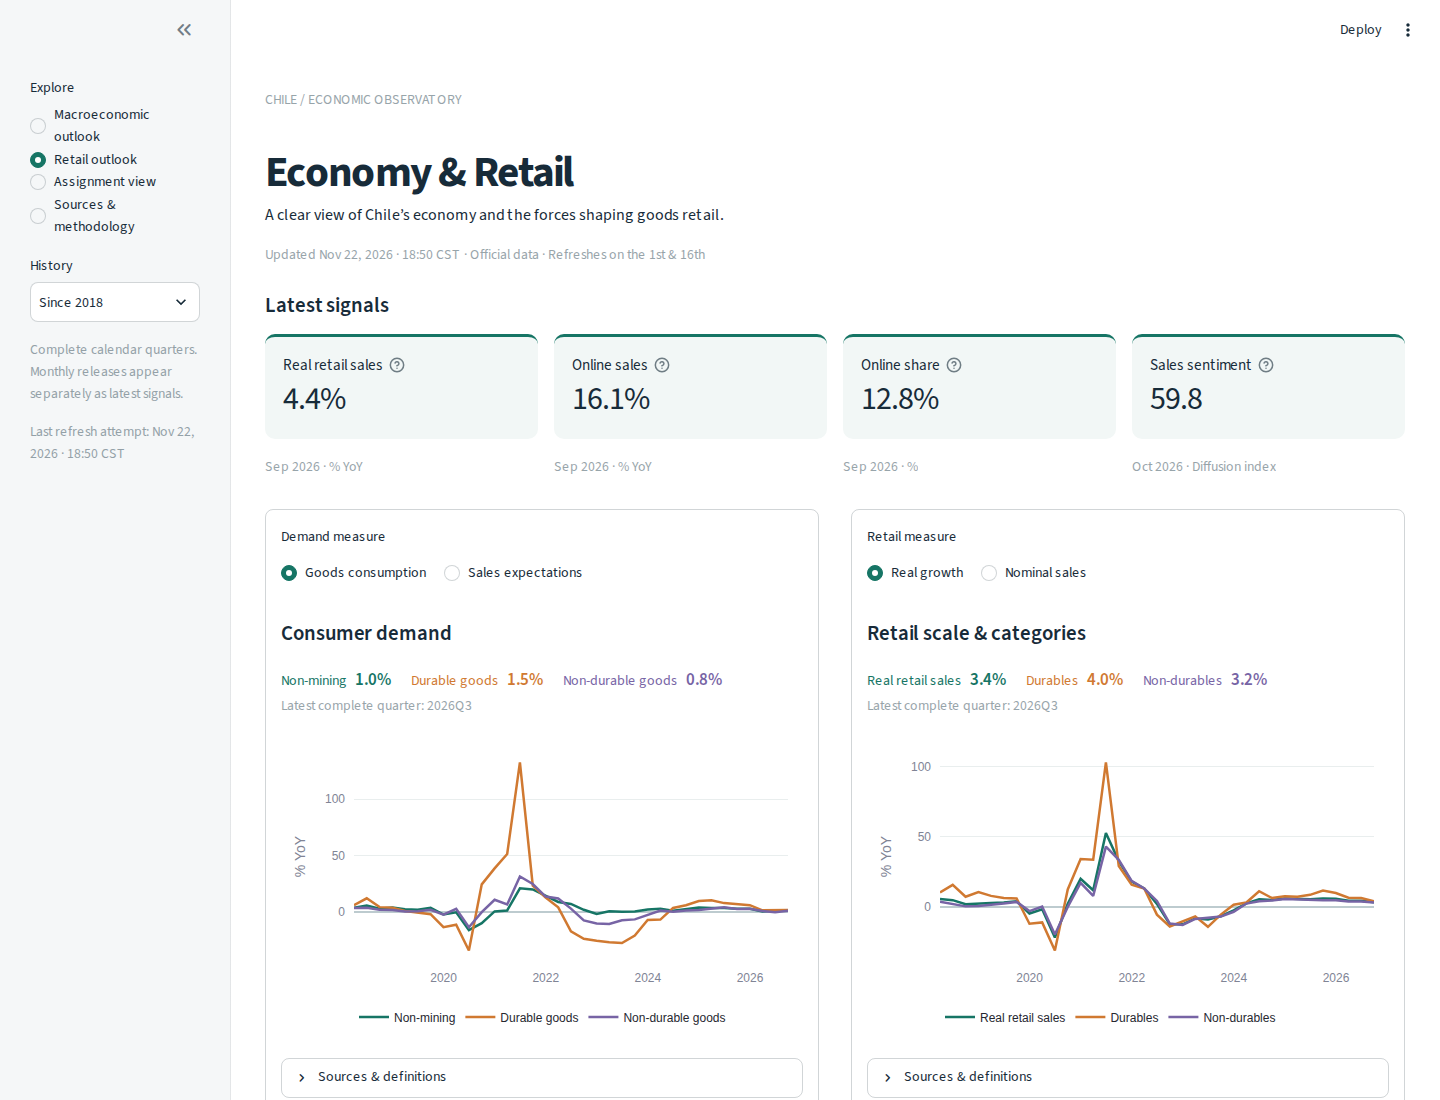 Deploy
Explore
Macroeconomic
outlook
Retail outlook
Assignment view
Sources &
methodology
History
Since 2018
Complete calendar quarters.
Monthly releases appear
separately as latest signals.
Last refresh attempt: Nov 22,
2026 · 18:50 CST
CHILE / ECONOMIC OBSERVATORY
Economy & Retail
A clear view of Chile’s economy and the forces shaping goods retail.
Updated Nov 22, 2026 · 18:50 CST · Official data · Refreshes on the 1st & 16th
Latest signals
Real retail sales
4.4%
Sep 2026 · % YoY
Online sales
16.1%
Sep 2026 · % YoY
Online share
12.8%
Sep 2026 · %
Sales sentiment
59.8
Oct 2026 · Diffusion index
Demand measure
Goods consumption Sales expectations
Consumer demand
Non-mining 1.0% Durable goods 1.5% Non-durable goods 0.8%
Latest complete quarter: 2026Q3
% YoY
100
50
0
2020 2022 2024 2026
Non-mining Durable goods Non-durable goods
Sources & definitions
Retail measure
Real growth Nominal sales
Retail scale & categories
Real retail sales 3.4% Durables 4.0% Non-durables 3.2%
Latest complete quarter: 2026Q3
% YoY
100
50
0
2020 2022 2024 2026
Real retail sales Durables Non-durables
Sources & definitions